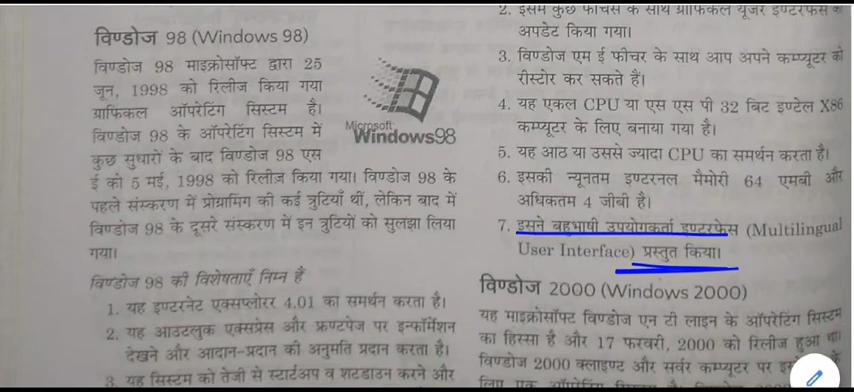 विण्डोज 98 (Windows 98)
विण्डोज 98 माइक्रोसॉफ्ट द्वारा 25
जून, 1998 को रिलीज किया गया
ग्राफिकल ऑपरेटिंग सिस्टम है।
विण्डोज 98 के ऑपरेटिंग सिस्टम में
कुछ सुधारों के बाद विण्डोज 98 एस
ई को 5 मई, 1998 को रिलीज किया गया। विण्डोज 98 के
पहले संस्करण में प्रोग्रामिंग की कई त्रुटियाँ थीं, लेकिन बाद में
विण्डोज 98 के दूसरे संस्करण में इन त्रुटियों को सुलझा लिया
गया।
Microsoft
Windows98
विण्डोज 98 की विशेषताएँ निम्न हैं
1. यह इण्टरनेट एक्सप्लोरर 4.01 का समर्थन करता है।
2. यह आउटलुक एक्सप्रेस और फ्रण्टपेज पर इन्फॉर्मेशन
देखने और आदान-प्रदान की अनुमति प्रदान करता है।
3. यह सिस्टम को तेजी से स्टार्टअप व शटडाउन करने और
2. इसमें कुछ फीचर्स के साथ ग्राफिकल यूजर इण्टरफेस को
अपडेट किया गया।
3. विण्डोज एम ई फीचर के साथ आप अपने कम्प्यूटर को
रीस्टोर कर सकते हैं।
4. यह एकल CPU या एस एस पी 32 बिट इण्टेल X86
कम्प्यूटर के लिए बनाया गया है।
5. यह आठ या उससे ज्यादा CPU का समर्थन करता है।
6. इसकी न्यूनतम इण्टरनल मैमोरी 64 एमबी और
अधिकतम 4 जीबी है।
7. इसने बहुभाषी उपयोगकर्ता इण्टरफेस (Multilingual
User Interface) प्रस्तुत किया।
विण्डोज 2000 (Windows 2000)
यह माइक्रोसॉफ्ट विण्डोज एन टी लाइन के ऑपरेटिंग सिस्टम
का हिस्सा है और 17 फरवरी, 2000 को रिलीज हुआ था।
विण्डोज 2000 क्लाइण्ट और सर्वर कम्प्यूटर पर
लिए एक ऑपरेटिंग